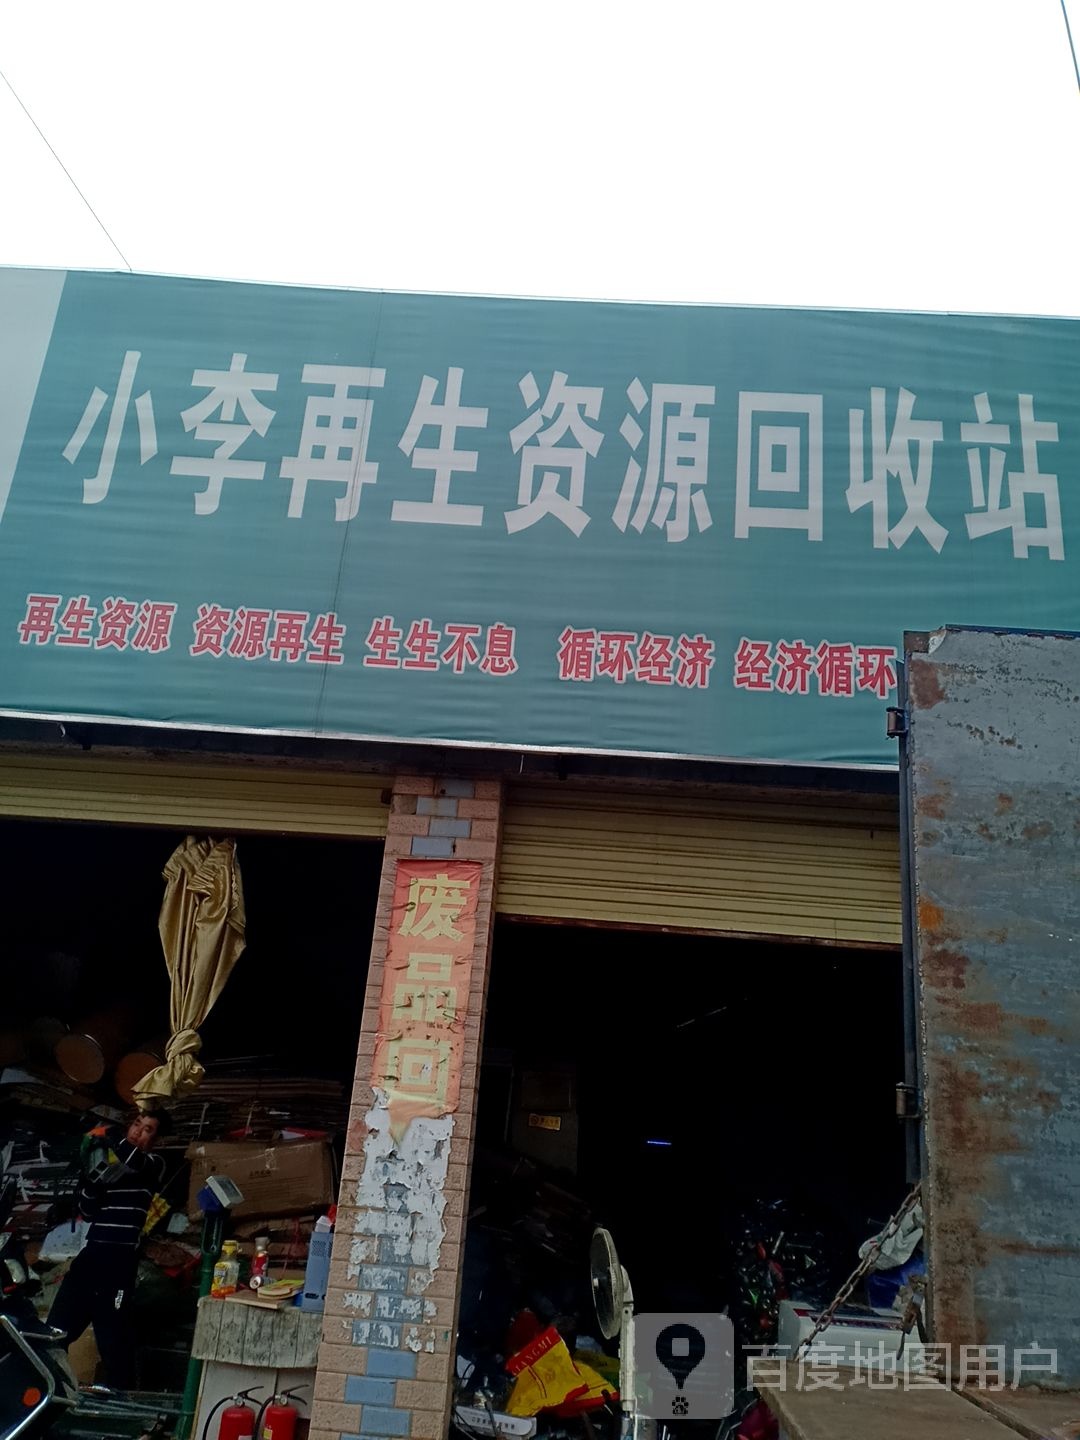 小李再生资源回收站
再生资源 资源再生 生生不息 循环经济 经济循环
废品回
百度地图用户